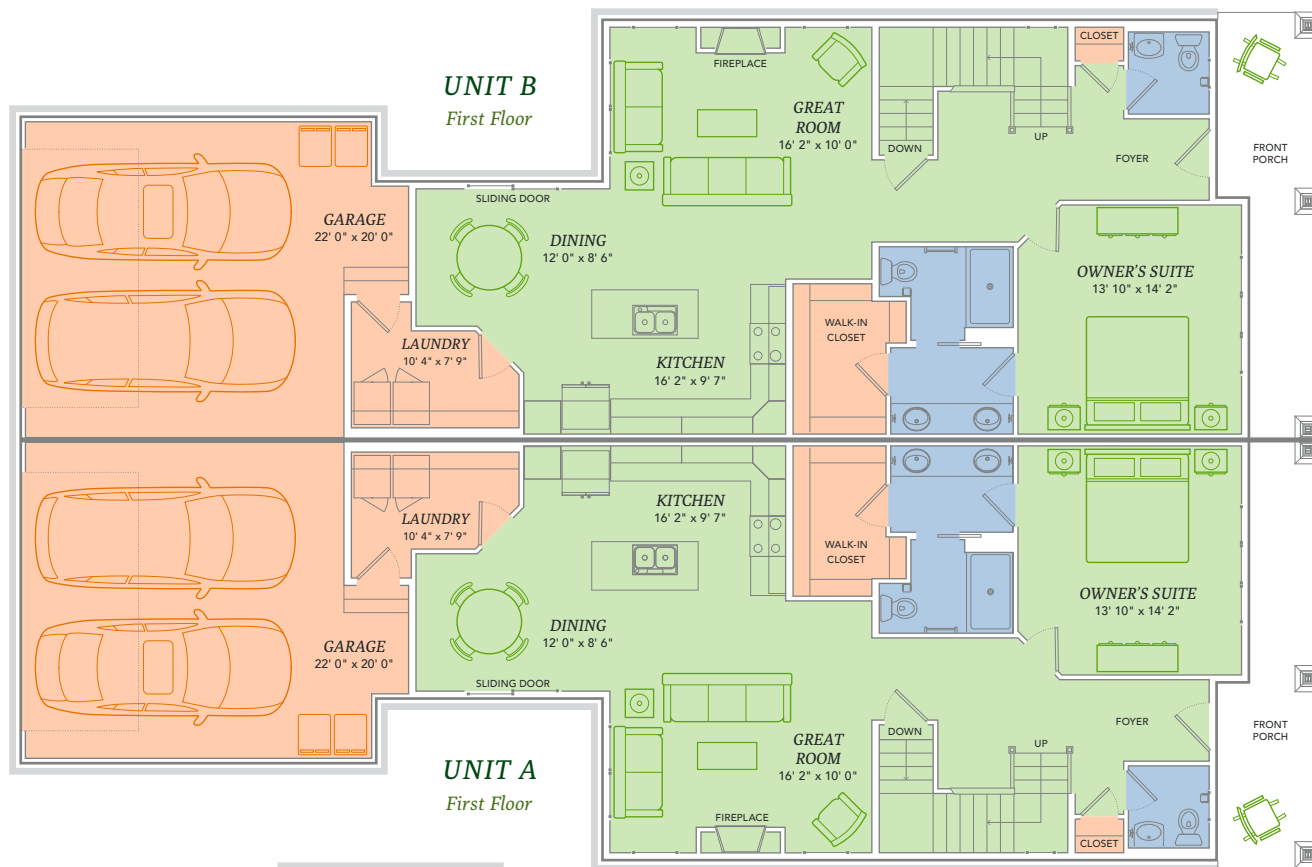 UNIT B
First Floor
CLOSET
FIREPLACE
GREAT
ROOM
16' 2" x 10' 0"
DOWN
UP
FOYER
FRONT
PORCH
SLIDING DOOR
GARAGE
22' 0" x 20' 0"
DINING
12' 0" x 8' 6"
OWNER'S SUITE
13' 10" x 14' 2"
WALK-IN
CLOSET
LAUNDRY
10' 4" x 7' 9"
KITCHEN
16' 2" x 9' 7"
KITCHEN
16' 2" x 9' 7"
LAUNDRY
10' 4" x 7' 9"
WALK-IN
CLOSET
OWNER'S SUITE
13' 10" x 14' 2"
DINING
12' 0" x 8' 6"
GARAGE
22' 0" x 20' 0"
SLIDING DOOR
FOYER
FRONT
PORCH
DOWN
UP
GREAT
ROOM
16' 2" x 10' 0"
UNIT A
First Floor
FIREPLACE
CLOSET